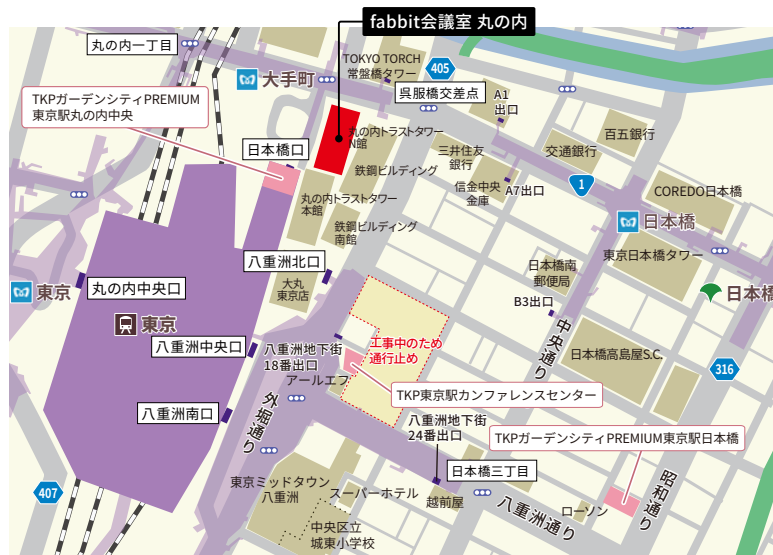 fabbit会議室 丸の内
丸の内一丁目
TOKYO TORCH
常盤橋タワー
405
大手町
呉服橋交差点
A1
出口
TKPガーデンシティPREMIUM
東京駅丸の内中央
日本橋口
丸の内トラストタワー
N館
三井住友
銀行
交通銀行
百五銀行
鉄鋼ビルディング
信金中央
金庫
A7出口
1
COREDO日本橋
丸の内トラストタワー
本館
鉄鋼ビルディング
南館
日本橋
東京日本橋タワー
八重洲北口
日本橋南
郵便局
大丸
東京店
東京
丸の内中央口
日本橋
B3出口
東京
中央通り
工事中のため
通行止め
八重洲中央口
八重洲地下街
18番出口
アールエフ
日本橋高島屋S.C.
316
TKP東京駅カンファレンスセンター
外堀通り
八重洲南口
八重洲地下街
24番出口
TKPガーデンシティPREMIUM東京駅日本橋
日本橋三丁目
昭和通り
407
東京ミッドタウン
八重洲
スーパーホテル
越前屋
八重洲通り
ローソン
中央区立
城東小学校